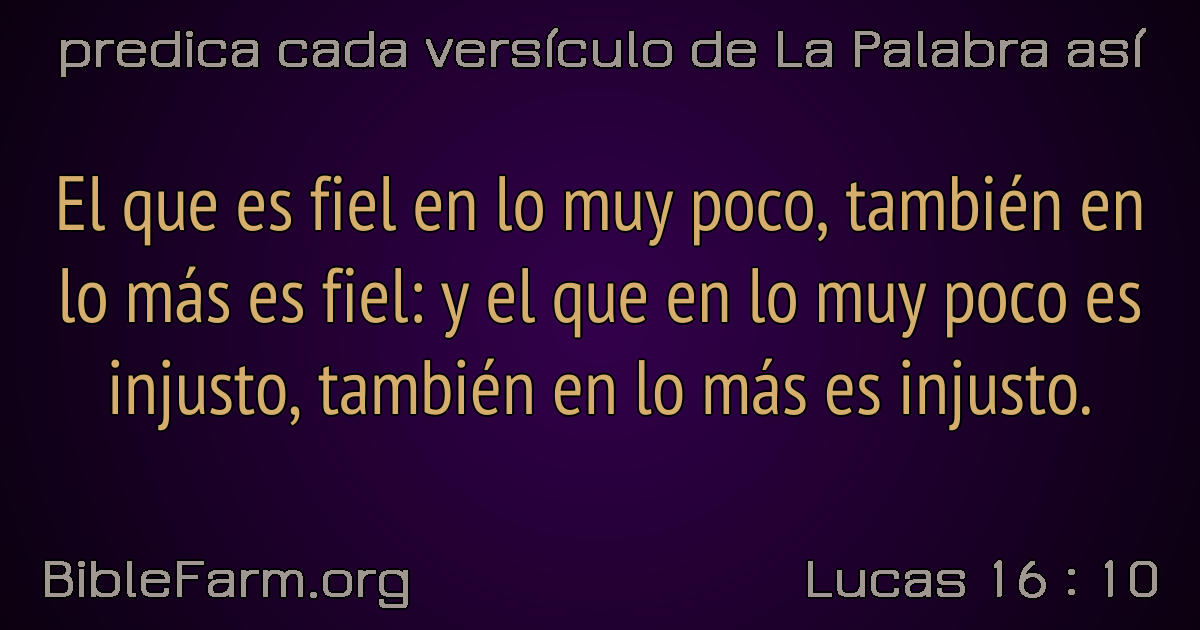 predica cada versículo de La Palabra así
El que es fiel en lo muy poco, también en
lo más es fiel: y el que en lo muy poco es
injusto, también en lo más es injusto.
BibleFarm.org
Lucas 16 : 10